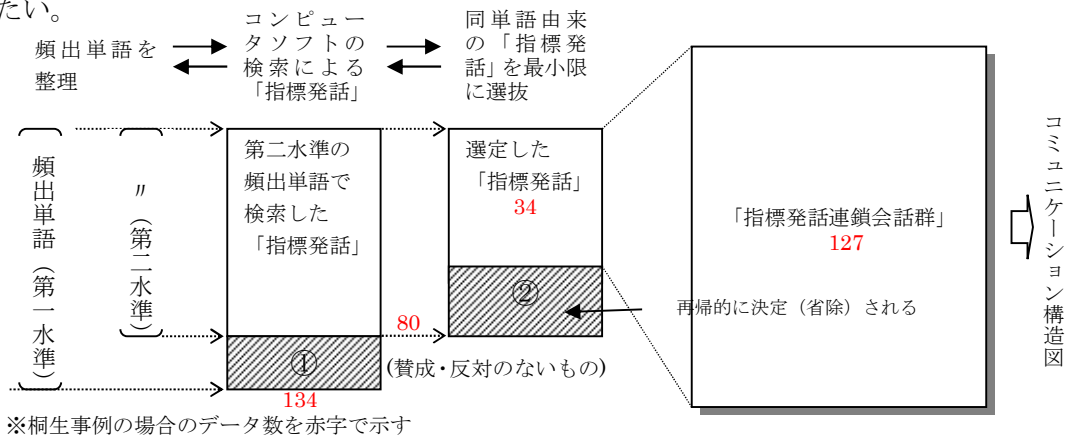 たい。
頻出単語を
整理
コンピュー
タソフトの
検索による
「指標発話」
同単語由来
の「指標発
話」を最小限
に選抜
頻出単語（第一水準）
〃（第二水準）
第二水準の
頻出単語で
検索した
「指標発話」
①
134
80
(賛成・反対のないもの)
選定した
「指標発話」
34
②
「指標発話連鎖会話群」
127
再帰的に決定（省除）される
コミュニケーション構造図
※桐生事例の場合のデータ数を赤字で示す